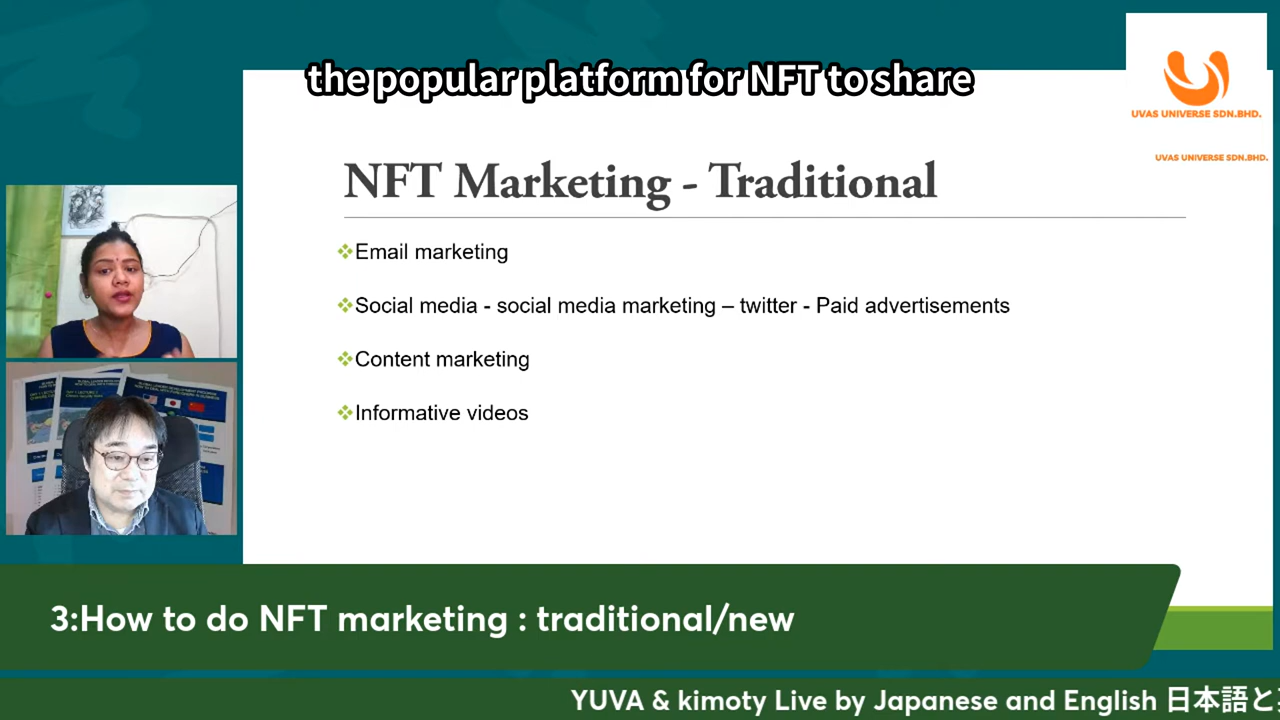 the popular platform for NFT to share
UVAS UNIVERSE SDN.BHD.
UVAS UNIVERSE SDN.BHD.
NFT Marketing - Traditional
Email marketing
Social media - social media marketing – twitter - Paid advertisements
Content marketing
Informative videos
3:How to do NFT marketing : traditional/new
YUVA & kimoty Live by Japanese and English 日本語と